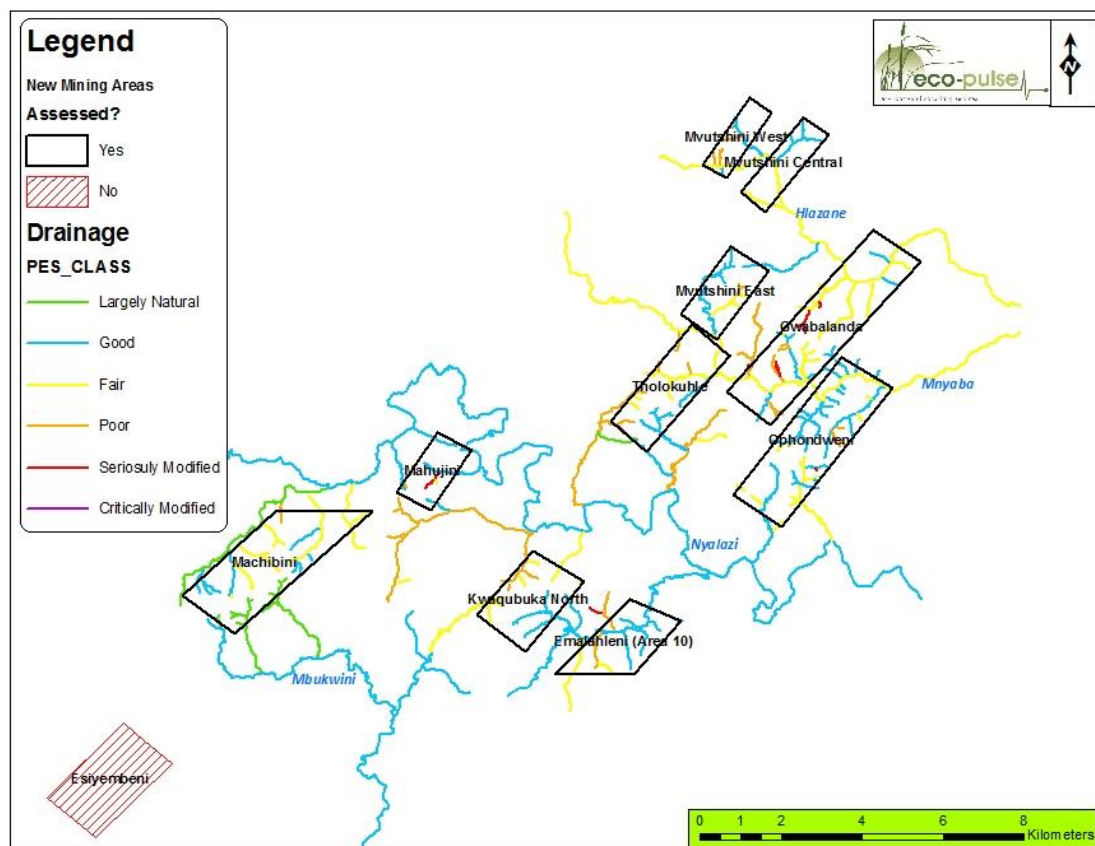 Legend
New Mining Areas
Assessed?
Yes
No
Drainage
PES_CLASS
Largely Natural
Good
Fair
Poor
Seriosuly Modified
Critically Modified
eco-pulse
N
Mvutshini West
Mvutshini Central
Hlazane
Mvutshini East
Gwabalanda
Tholokuhle
Mnyaba
Ophondweni
Mahujini
Nyalazi
Machibini
Kwaqubuka North
Emalahleni (Area 10)
Mbukwini
Esiyembeni
0 1 2 4 6 8
Kilometers